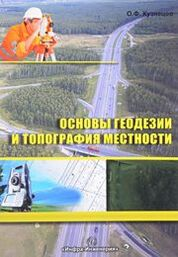 О.Ф. Кузнецов
ОСНОВЫ ГЕОДЕЗИИ
И ТОПОГРАФИЯ МЕСТНОСТИ
«Инфра-Инженерия»